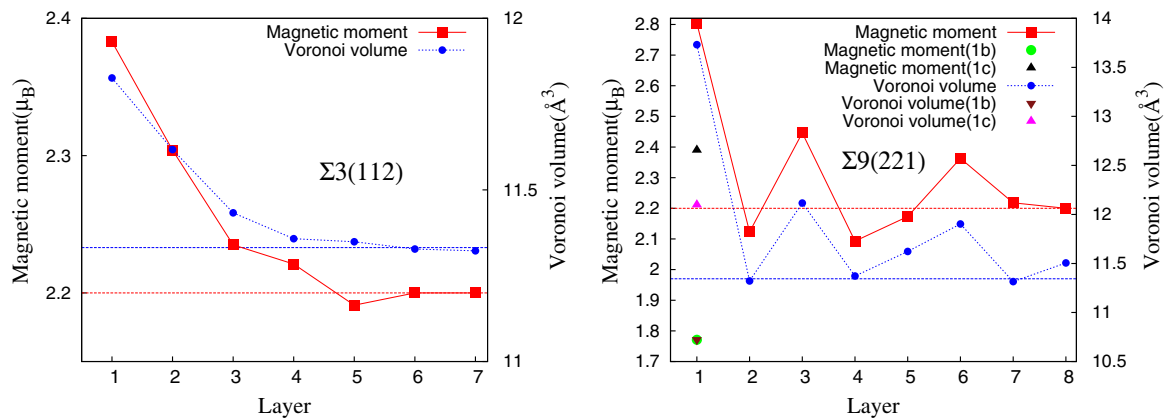 Magnetic moment
Voronoi volume
Σ3(112)
Magnetic moment(μB)
2.4
2.3
2.2
12
11.5
11
Voronoi volume(Å3)
1 2 3 4 5 6 7
Layer
Magnetic moment
Magnetic moment(1b)
Magnetic moment(1c)
Voronoi volume
Voronoi volume(1b)
Voronoi volume(1c)
Σ9(221)
Magnetic moment(μB)
2.8
2.7
2.6
2.5
2.4
2.3
2.2
2.1
2
1.9
1.8
1.7
14
13.5
13
12.5
12
11.5
11
10.5
Voronoi volume(Å3)
1 2 3 4 5 6 7 8
Layer